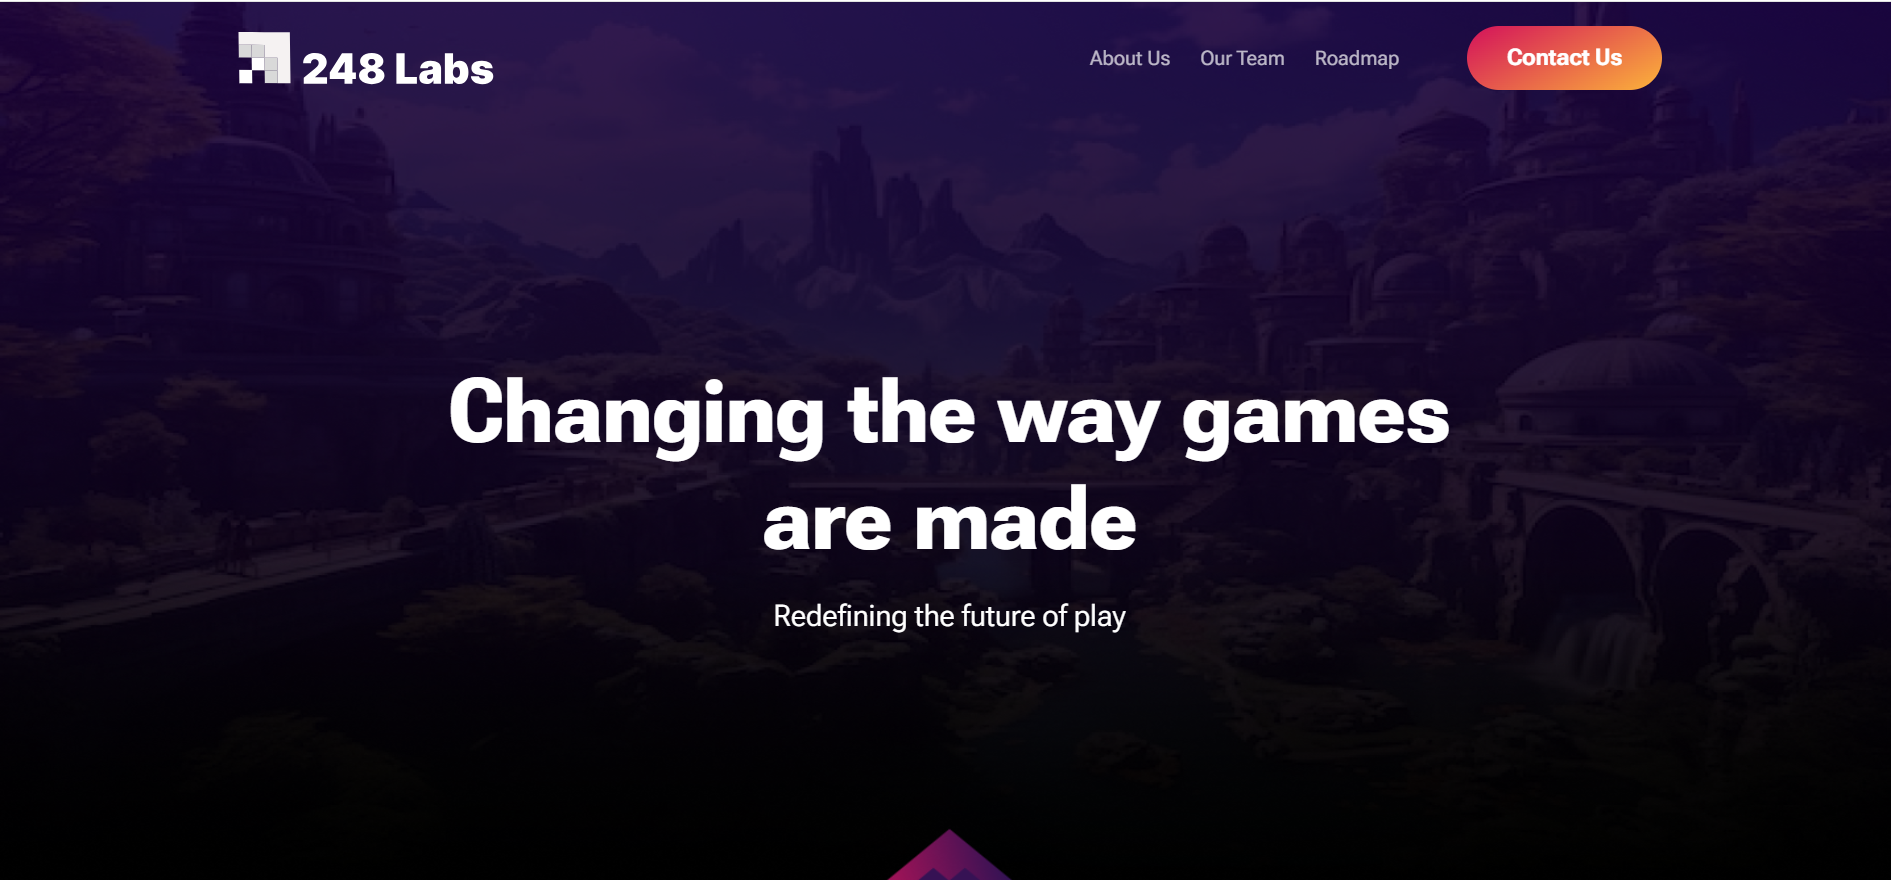 248 Labs
About Us
Our Team
Roadmap
Contact Us
Changing the way games
are made
Redefining the future of play